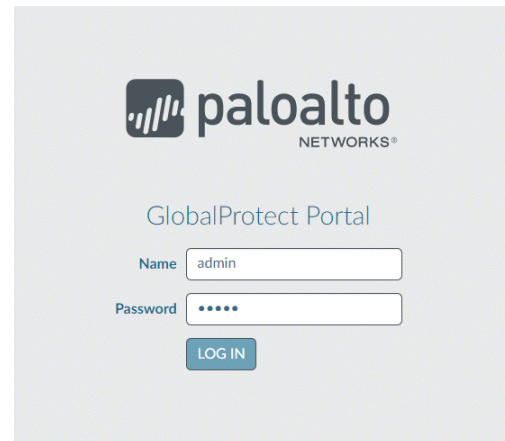 paloalto
NETWORKS®
GlobalProtect Portal
Name admin
Password •••••
LOG IN